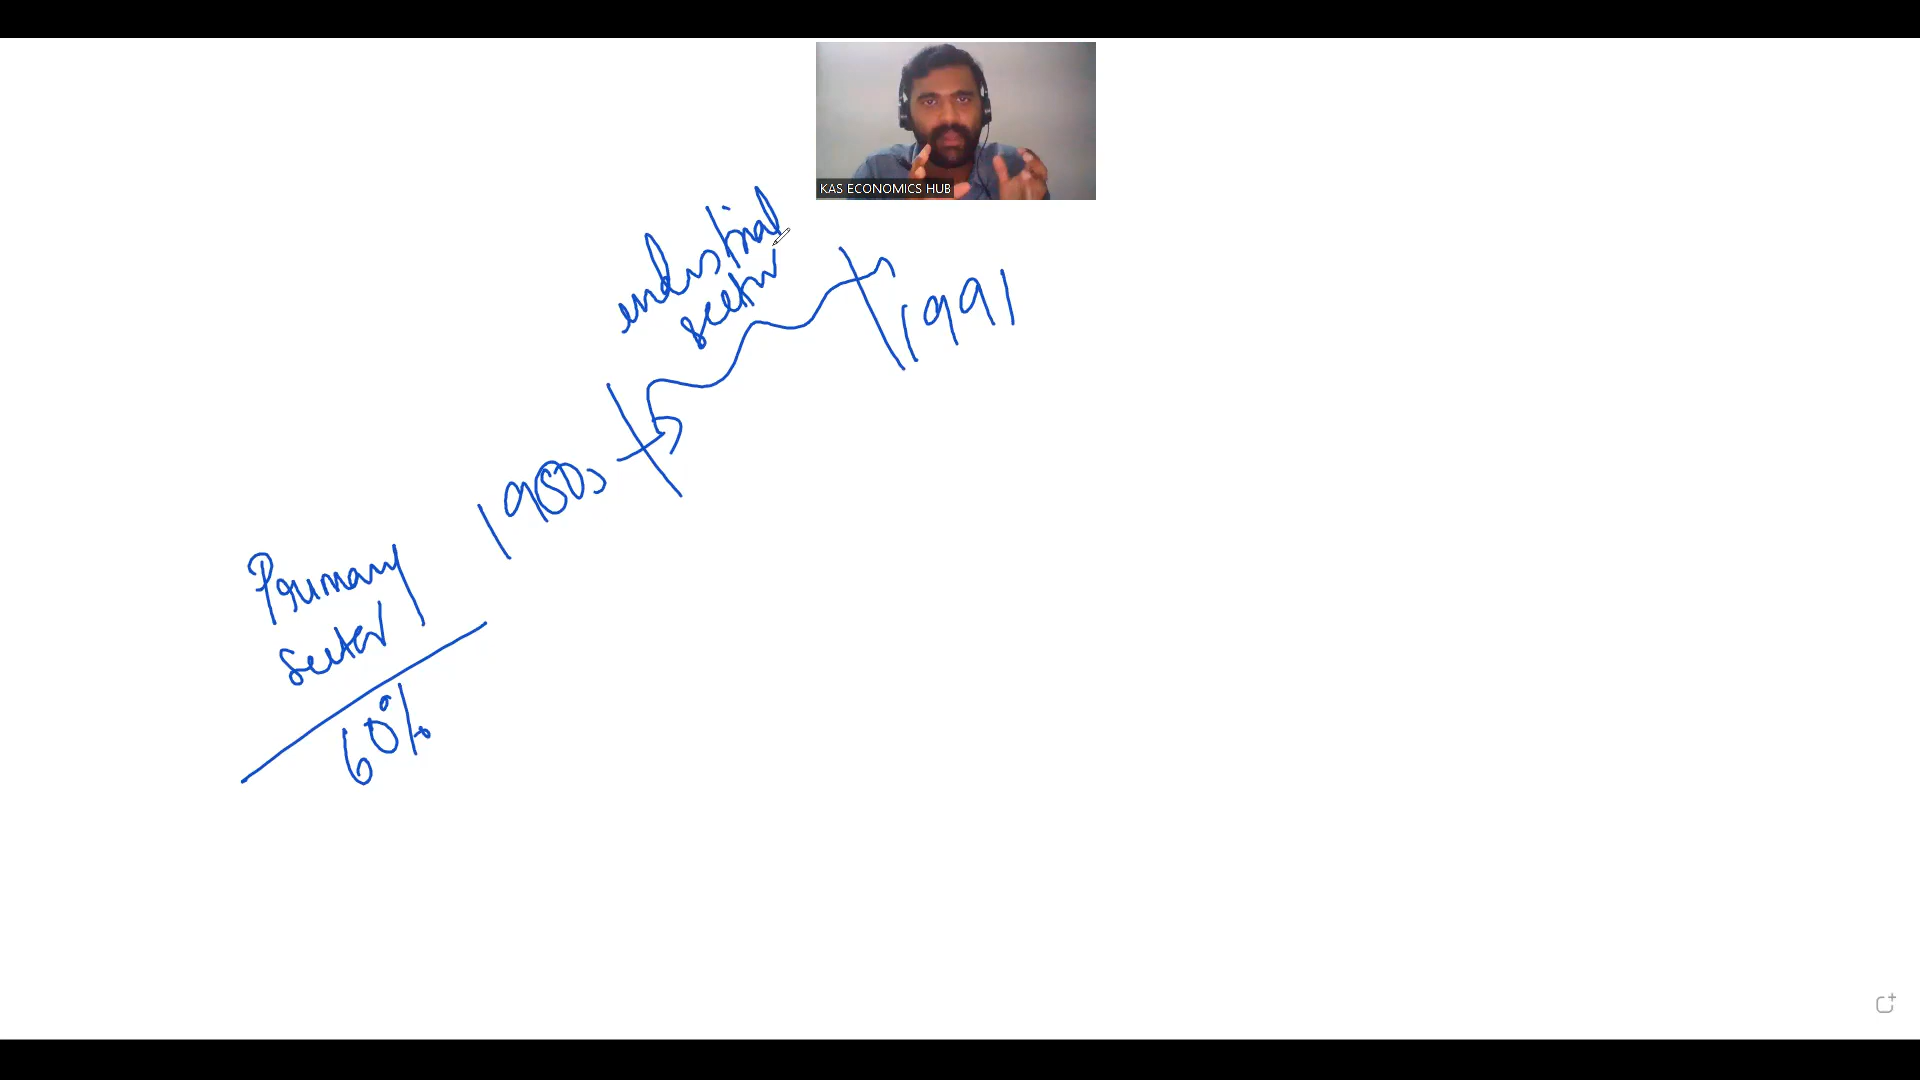 KAS ECONOMICS HUB
industrial
sector
1991
1980s
Primary
sector
60%